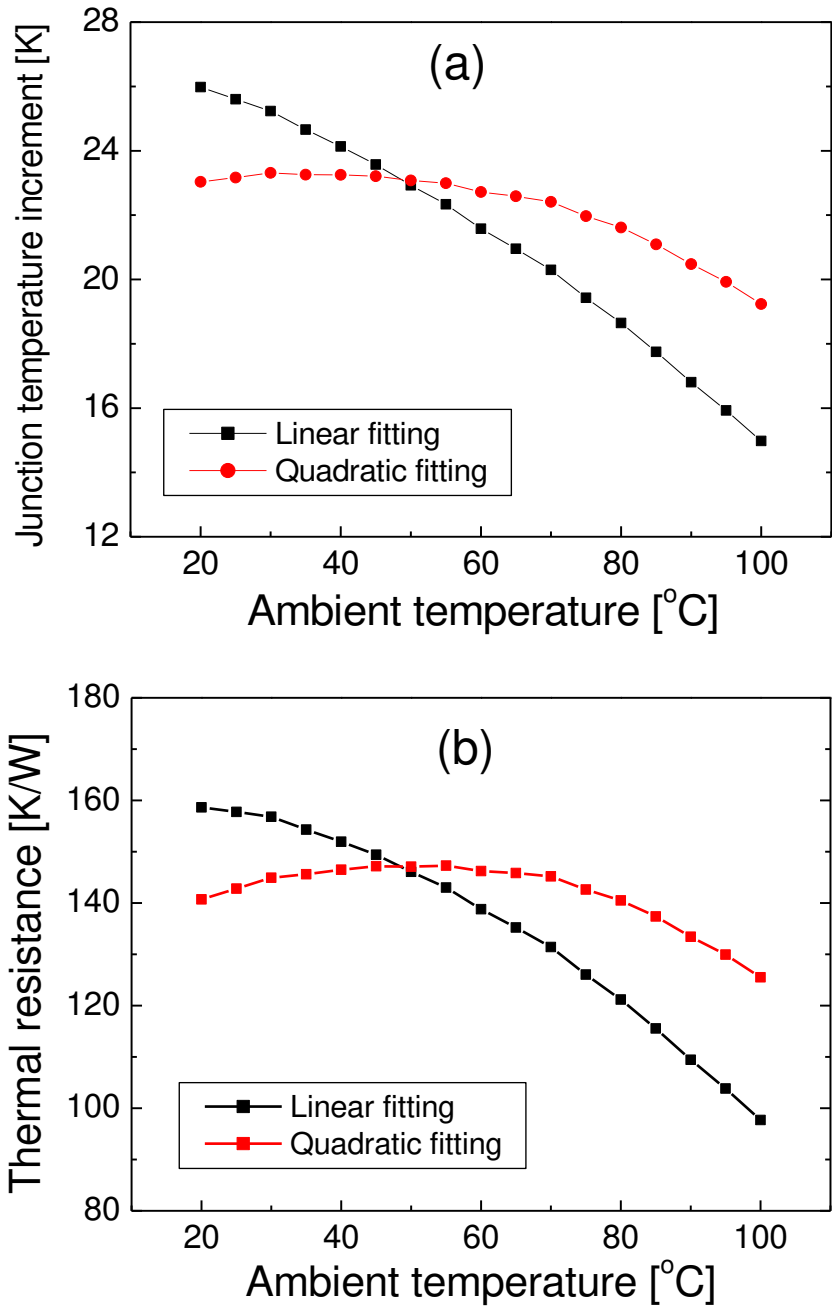 (a)
Junction temperature increment [K]
28
24
20
16
12
Linear fitting
Quadratic fitting
20 40 60 80 100
Ambient temperature [°C]
(b)
Thermal resistance [K/W]
180
160
140
120
100
80
Linear fitting
Quadratic fitting
20 40 60 80 100
Ambient temperature [°C]